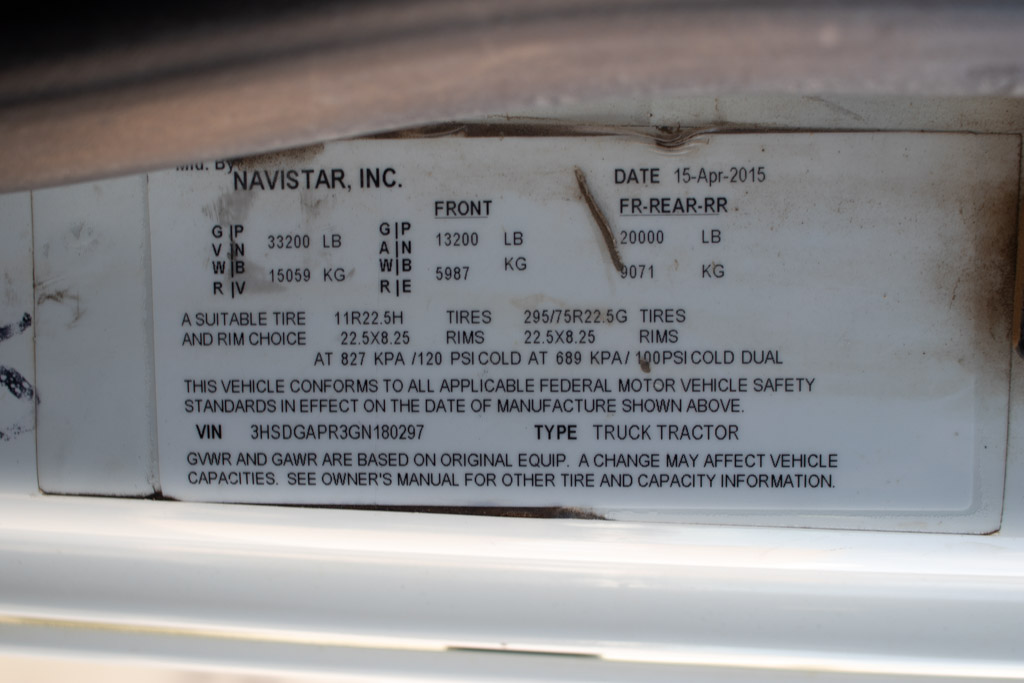 Mfd. By
NAVISTAR, INC.
DATE 15-Apr-2015
FRONT
FR-REAR-RR
G|P
V|N
W|B
R|V
33200 LB
15059 KG
G|P
A|N
W|B
R|E
13200 LB
5987 KG
20000 LB
9071 KG
A SUITABLE TIRE 11R22.5H TIRES 295/75R22.5G TIRES
AND RIM CHOICE 22.5X8.25 RIMS 22.5X8.25 RIMS
AT 827 KPA /120 PSI COLD AT 689 KPA/ 100PSI COLD DUAL
THIS VEHICLE CONFORMS TO ALL APPLICABLE FEDERAL MOTOR VEHICLE SAFETY
STANDARDS IN EFFECT ON THE DATE OF MANUFACTURE SHOWN ABOVE.
VIN 3HSDGAPR3GN180297 TYPE TRUCK TRACTOR
GVWR AND GAWR ARE BASED ON ORIGINAL EQUIP. A CHANGE MAY AFFECT VEHICLE
CAPACITIES. SEE OWNER'S MANUAL FOR OTHER TIRE AND CAPACITY INFORMATION.